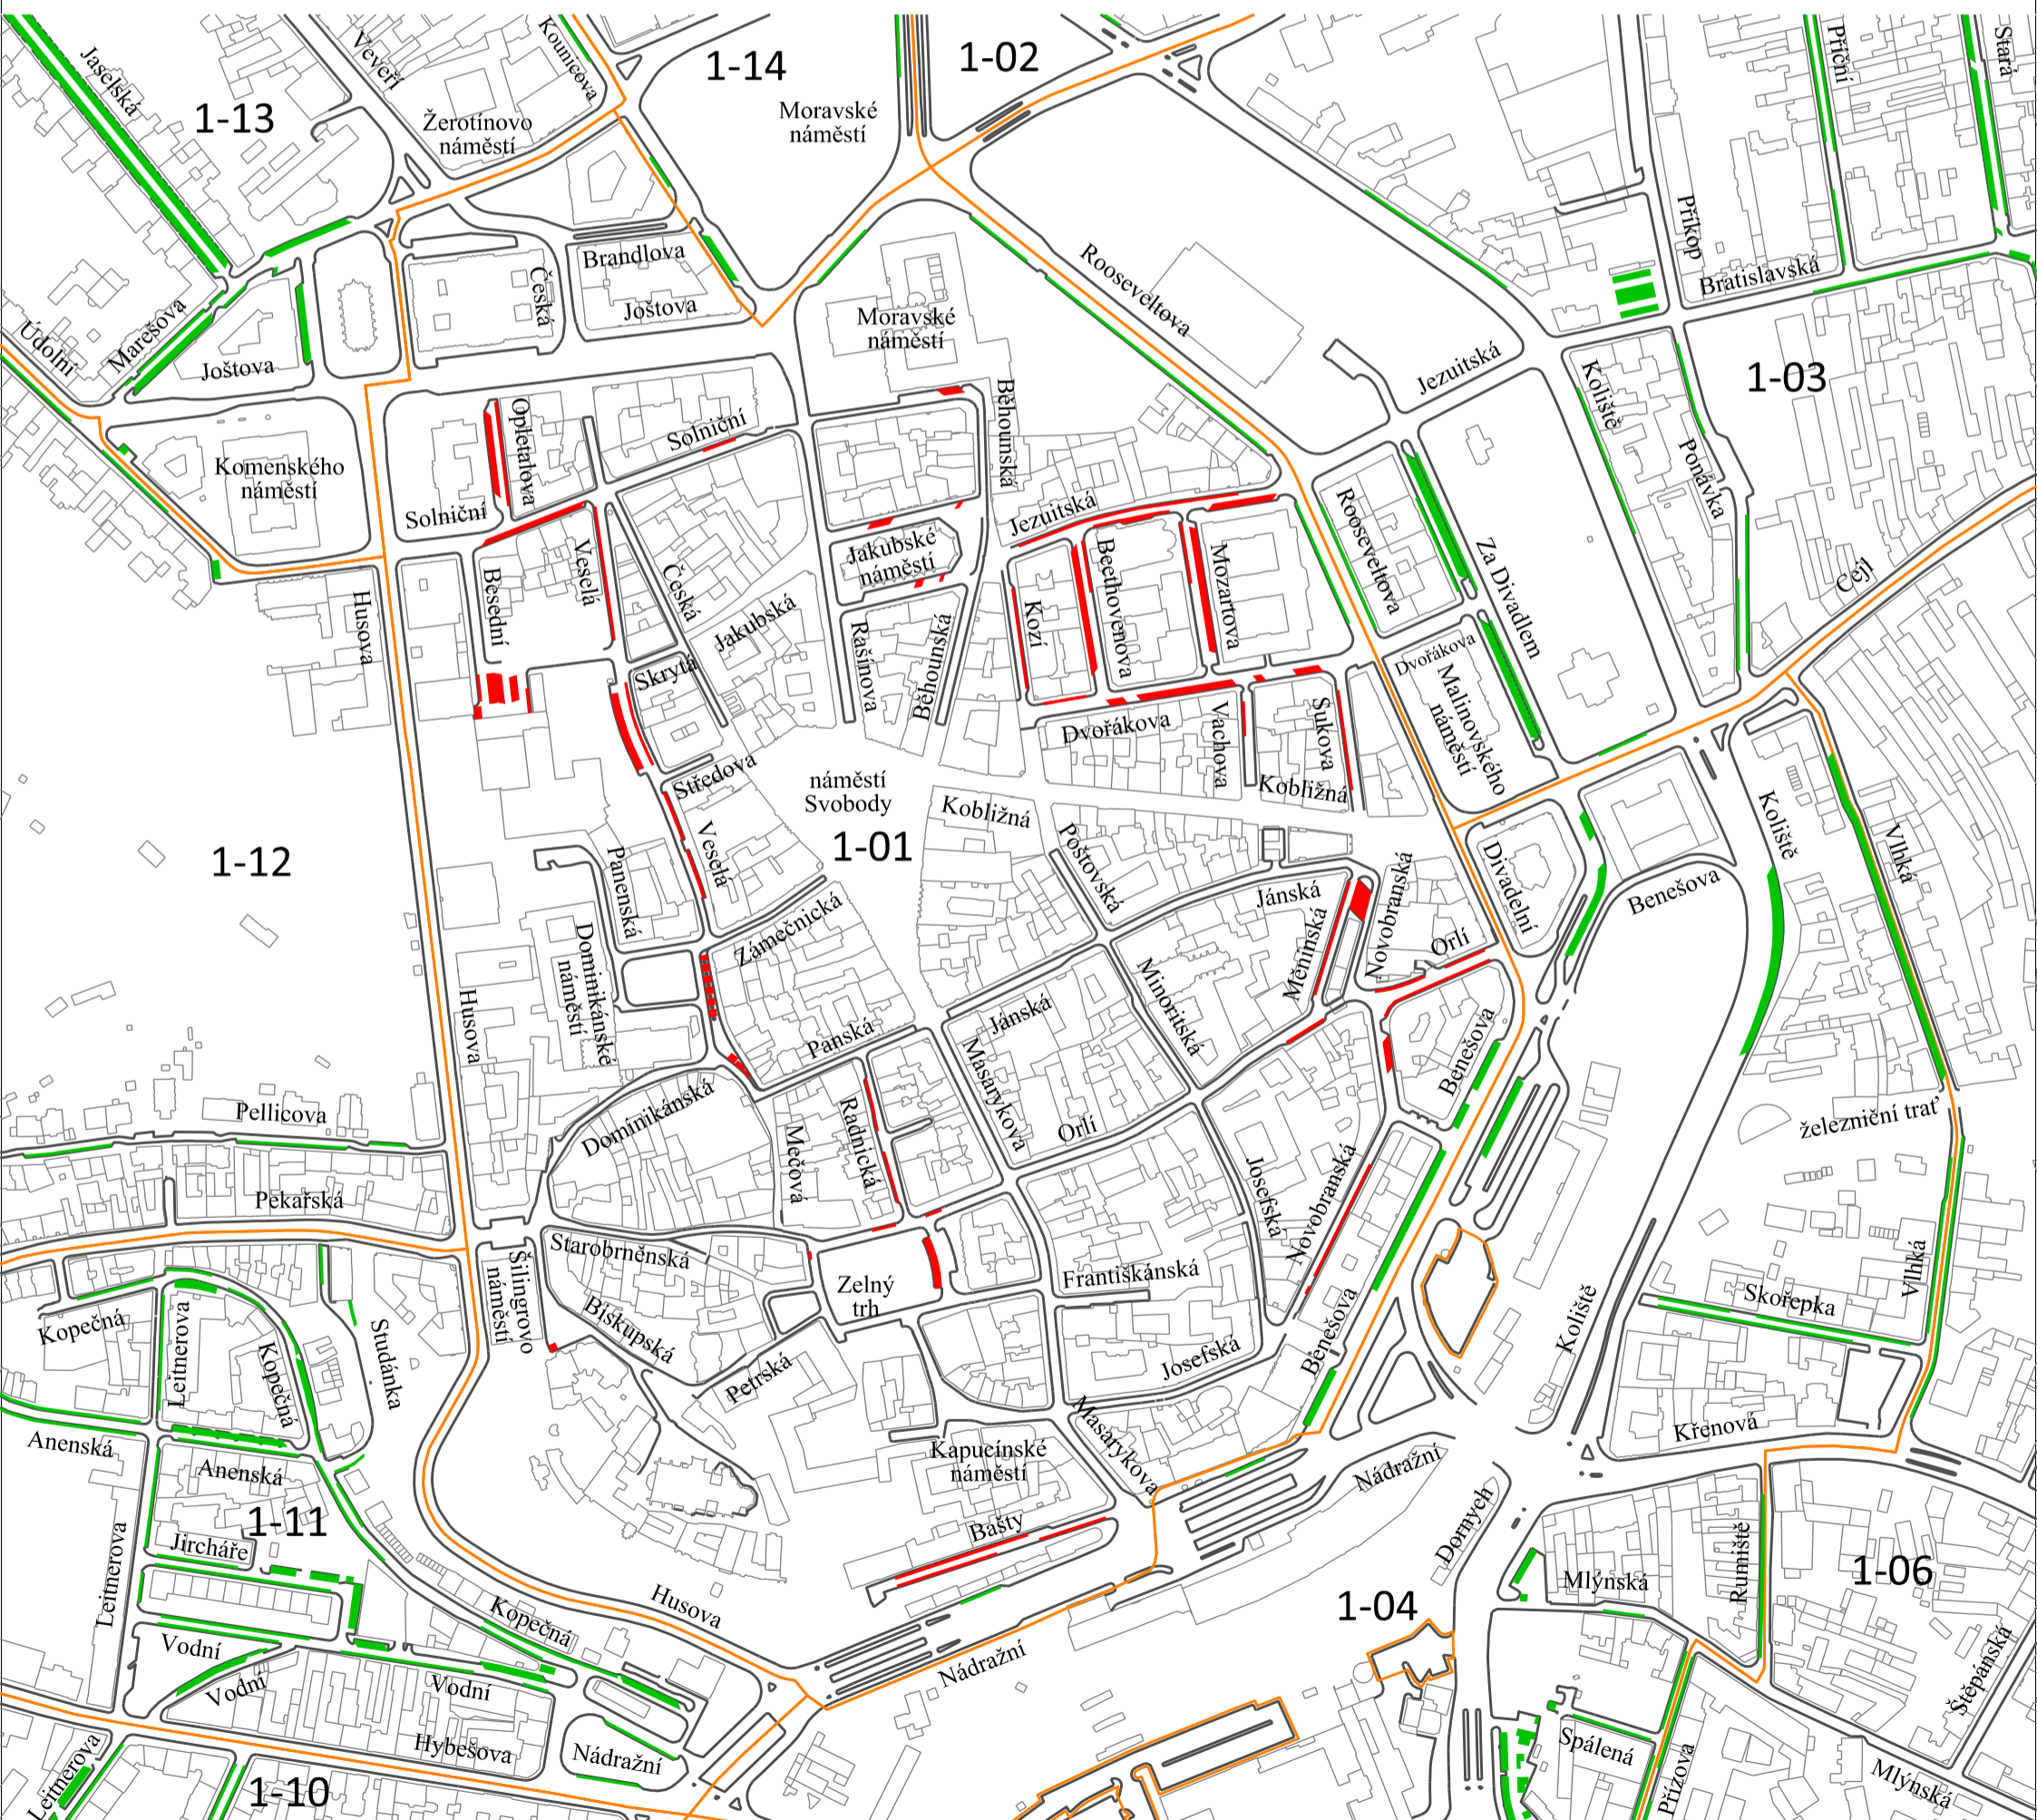 Jaselská
1-13
Veveří
Žerotínovo
náměstí
Kounicova
1-14
Moravské
náměstí
1-02
Příční
Stará
Příkop
Bratislavská
Údolní
Marešova
Joštova
Brandlova
Česká
Joštova
Moravské
náměstí
Rooseveltova
Jezuitská
Koliště
1-03
Ponávka
Cejl
Komenského
náměstí
Opletalova
Solniční
Solniční
Běhounská
Jezuitská
Jakubské
náměstí
Rooseveltova
Za Divadlem
Husova
Besední
Veselá
Česká
Jakubská
Skrytá
Rašínova
Běhounská
Kozí
Beethovenova
Mozartova
Dvořákova
Malinovského
náměstí
Dvořákova
Vachova
Sukova
Středova
náměstí
Svobody
1-01
Kobližná
Kobližná
Koliště
Vlhká
1-12
Veselá
Panenská
Poštovská
Jánská
Novobranská
Divadelní
Benešova
Zámečnická
Dominikánské
náměstí
Měnínská
Orlí
Husova
Panská
Jánská
Minoritská
Masarykova
Benešova
Pellicova
Dominikánská
Mečová
Radnická
Orlí
železniční trať
Pekařská
Josefská
Novobranská
Starobrněnská
Šilingrovo
náměstí
Zelný
trh
Františkánská
Vlhká
Skořepka
Kopečná
Leitnerova
Kopečná
Studánka
Biskupská
Petrská
Josefská
Benešova
Koliště
Křenová
Anenská
Anenská
Masarykova
Kapucínské
náměstí
Nádražní
Dornych
1-11
Jircháře
Leitnerova
Bašty
Mlýnská
Rumiště
1-06
1-04
Husova
Kopečná
Vodní
Vodní
Vodní
Nádražní
Štěpánská
Hybešova
Nádražní
Spálená
Přízova
Mlýnská
Leitnerova
1-10